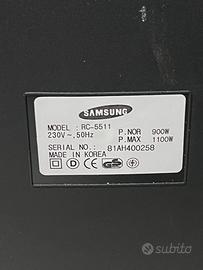 SAMSUNG
MODEL: RC-5511
230V~, 50Hz
P.NOR 900W
P.MAX 1100W
SERIAL NO.: 81AH400258
MADE IN KOREA
subito